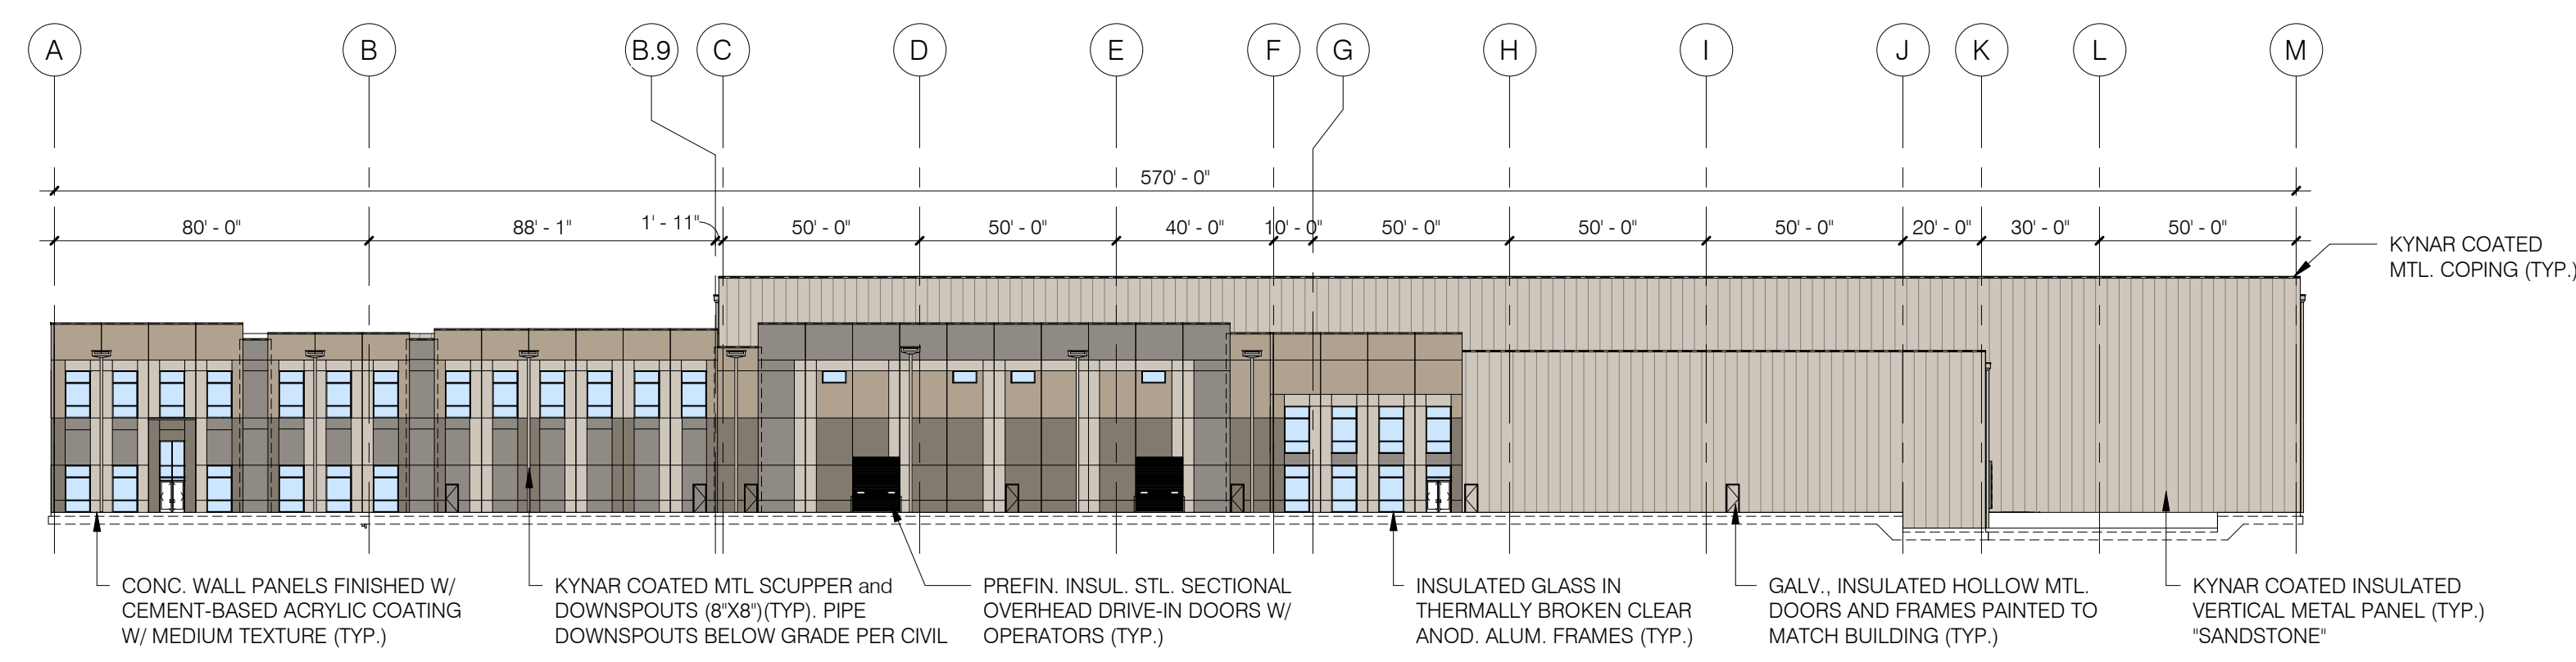 A B B.9 C D E F G H I J K L M
570' - 0"
80' - 0" 88' - 1" 1' - 11" 50' - 0" 50' - 0" 40' - 0" 10' - 0" 50' - 0" 50' - 0" 50' - 0" 20' - 0" 30' - 0" 50' - 0"
KYNAR COATED
MTL. COPING (TYP.)
CONC. WALL PANELS FINISHED W/
CEMENT-BASED ACRYLIC COATING
W/ MEDIUM TEXTURE (TYP.)
KYNAR COATED MTL SCUPPER and
DOWNSPOUTS (8"X8")(TYP). PIPE
DOWNSPOUTS BELOW GRADE PER CIVIL
PREFIN. INSUL. STL. SECTIONAL
OVERHEAD DRIVE-IN DOORS W/
OPERATORS (TYP.)
INSULATED GLASS IN
THERMALLY BROKEN CLEAR
ANOD. ALUM. FRAMES (TYP.)
GALV., INSULATED HOLLOW MTL.
DOORS AND FRAMES PAINTED TO
MATCH BUILDING (TYP.)
KYNAR COATED INSULATED
VERTICAL METAL PANEL (TYP.)
"SANDSTONE"